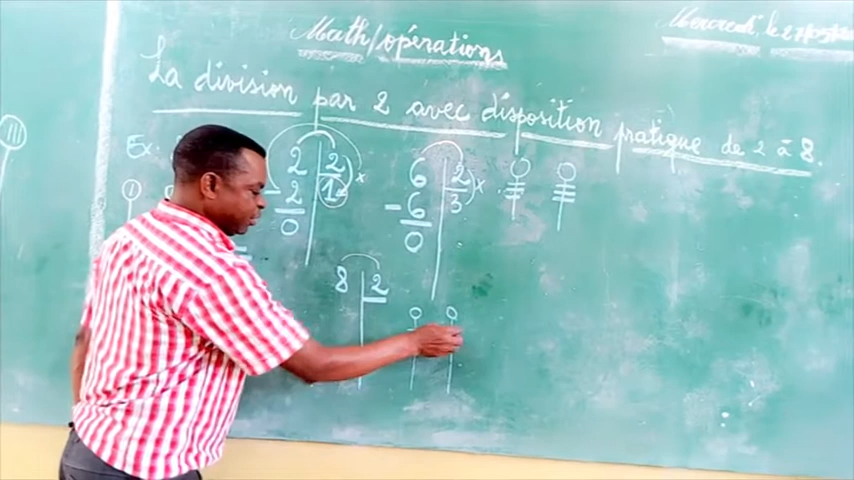 Math/opérations
Mercredi, le
La division par 2 avec disposition pratique de 2 à 8.
Ex.
2 2 6 2
- 2 1 - 6 3
0 0
8 2